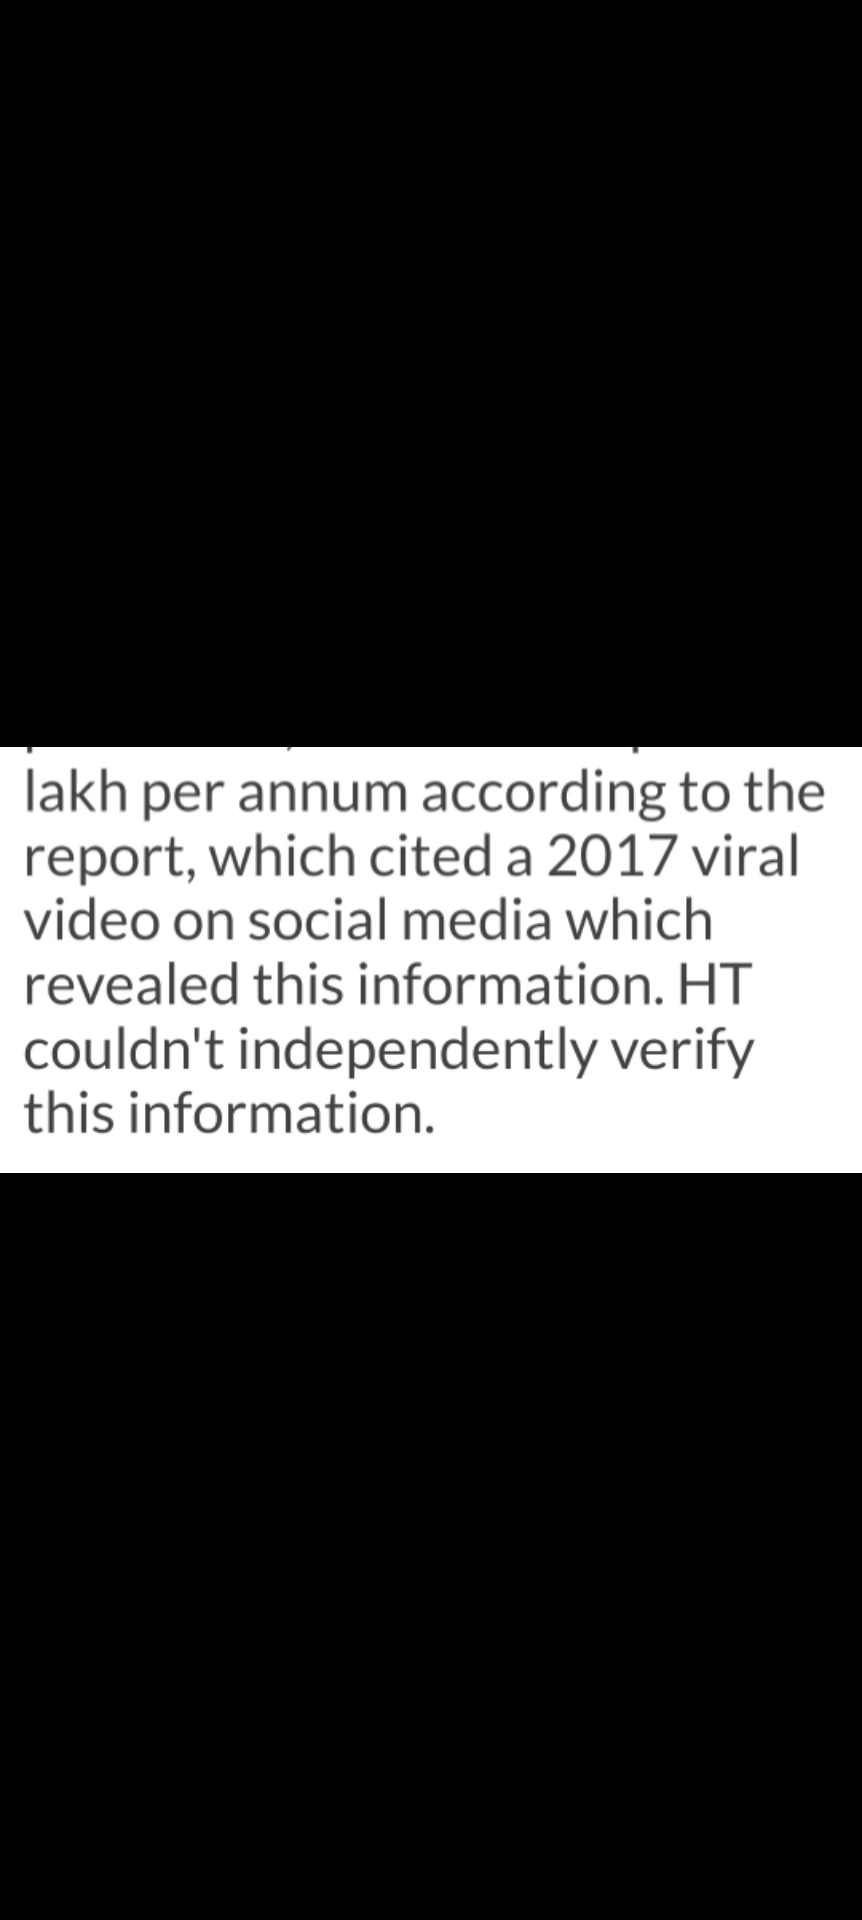 lakh per annum according to the
report, which cited a 2017 viral
video on social media which
revealed this information. HT
couldn't independently verify
this information.